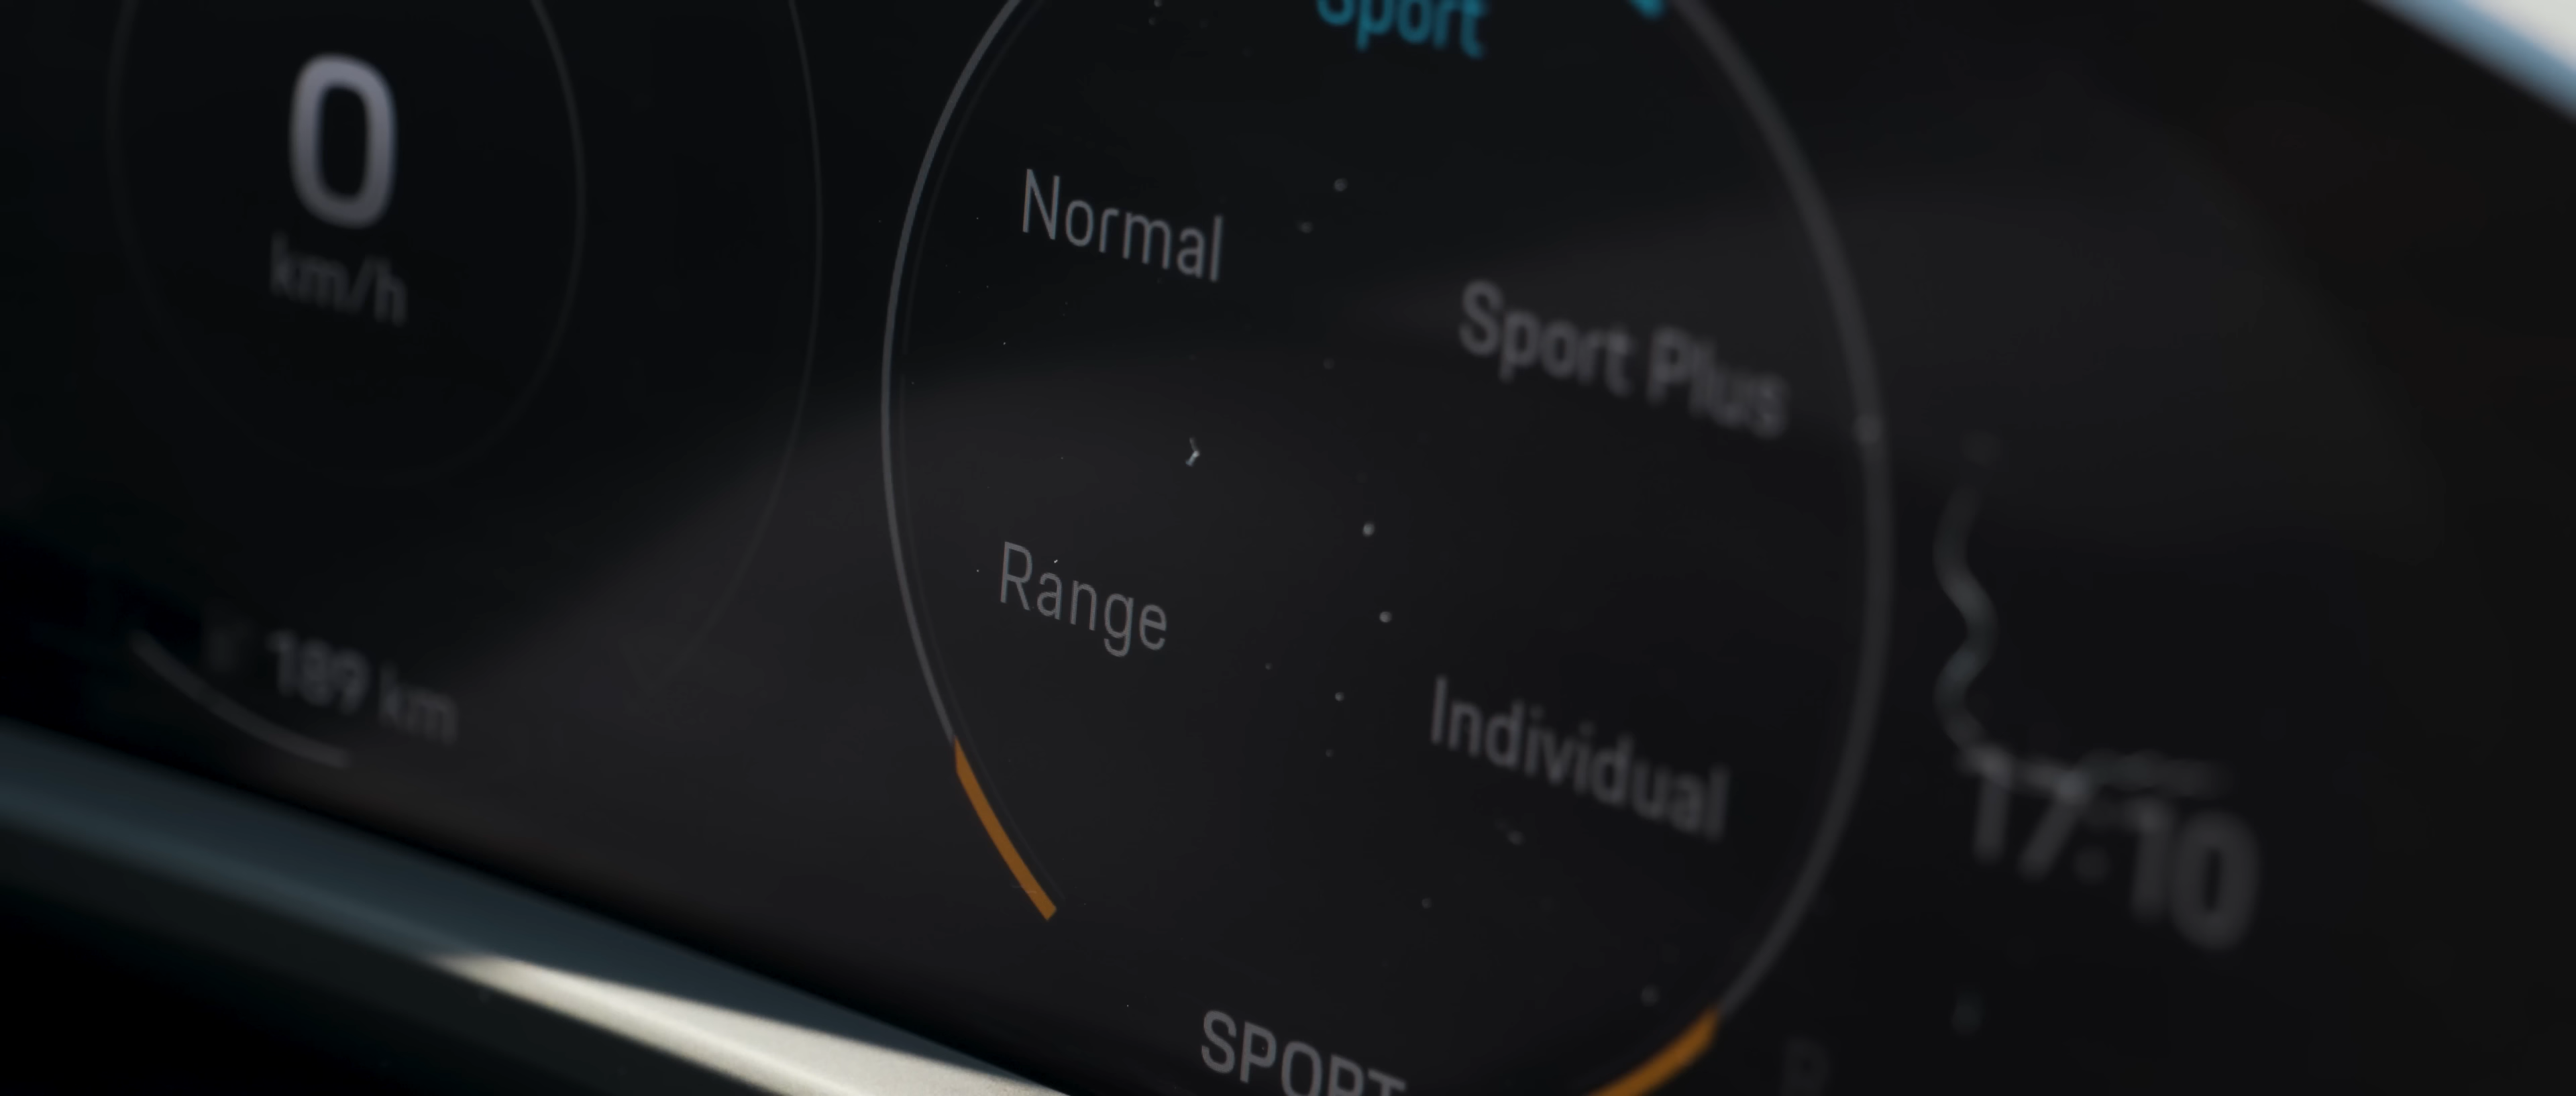 Sport
0
km/h
Normal
Sport Plus
Range
Individual
189 km
17:10
SPORT